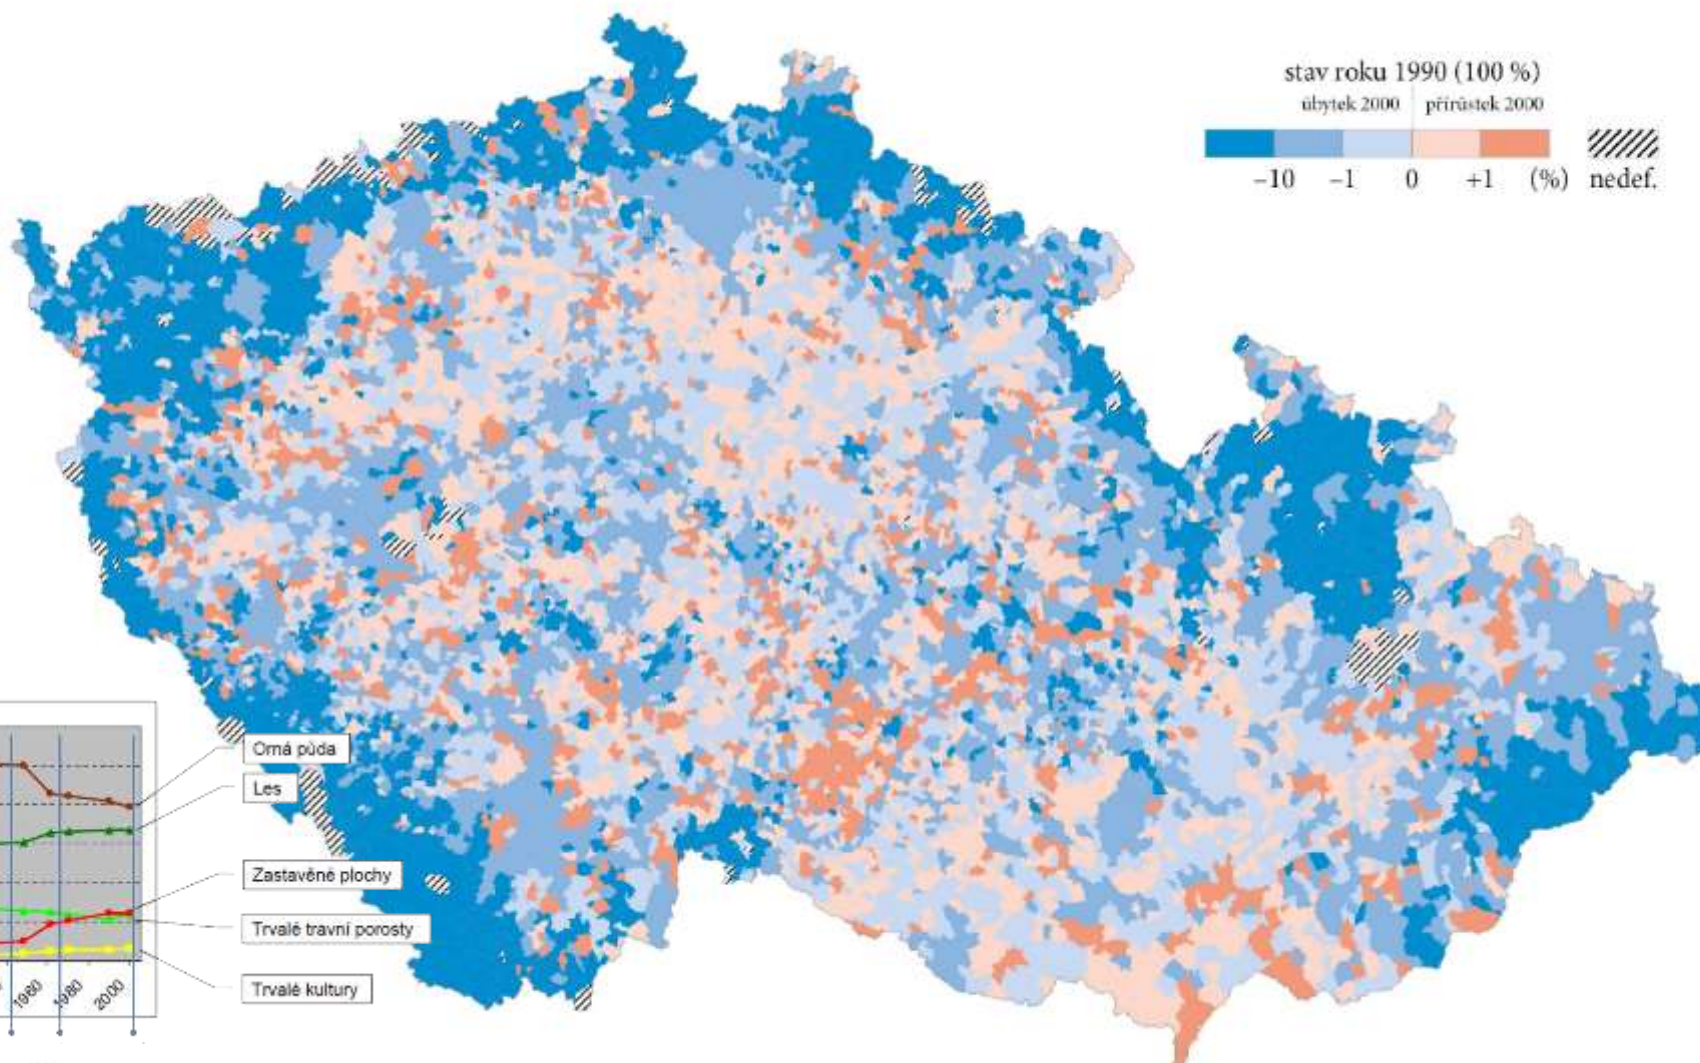 stav roku 1990 (100 %)
úbytek 2000 přírůstek 2000
−10 −1 0 +1 (%) nedef.
Orná půda
Les
Zastavěné plochy
Trvalé travní porosty
Trvalé kultury
1960 1980 2000